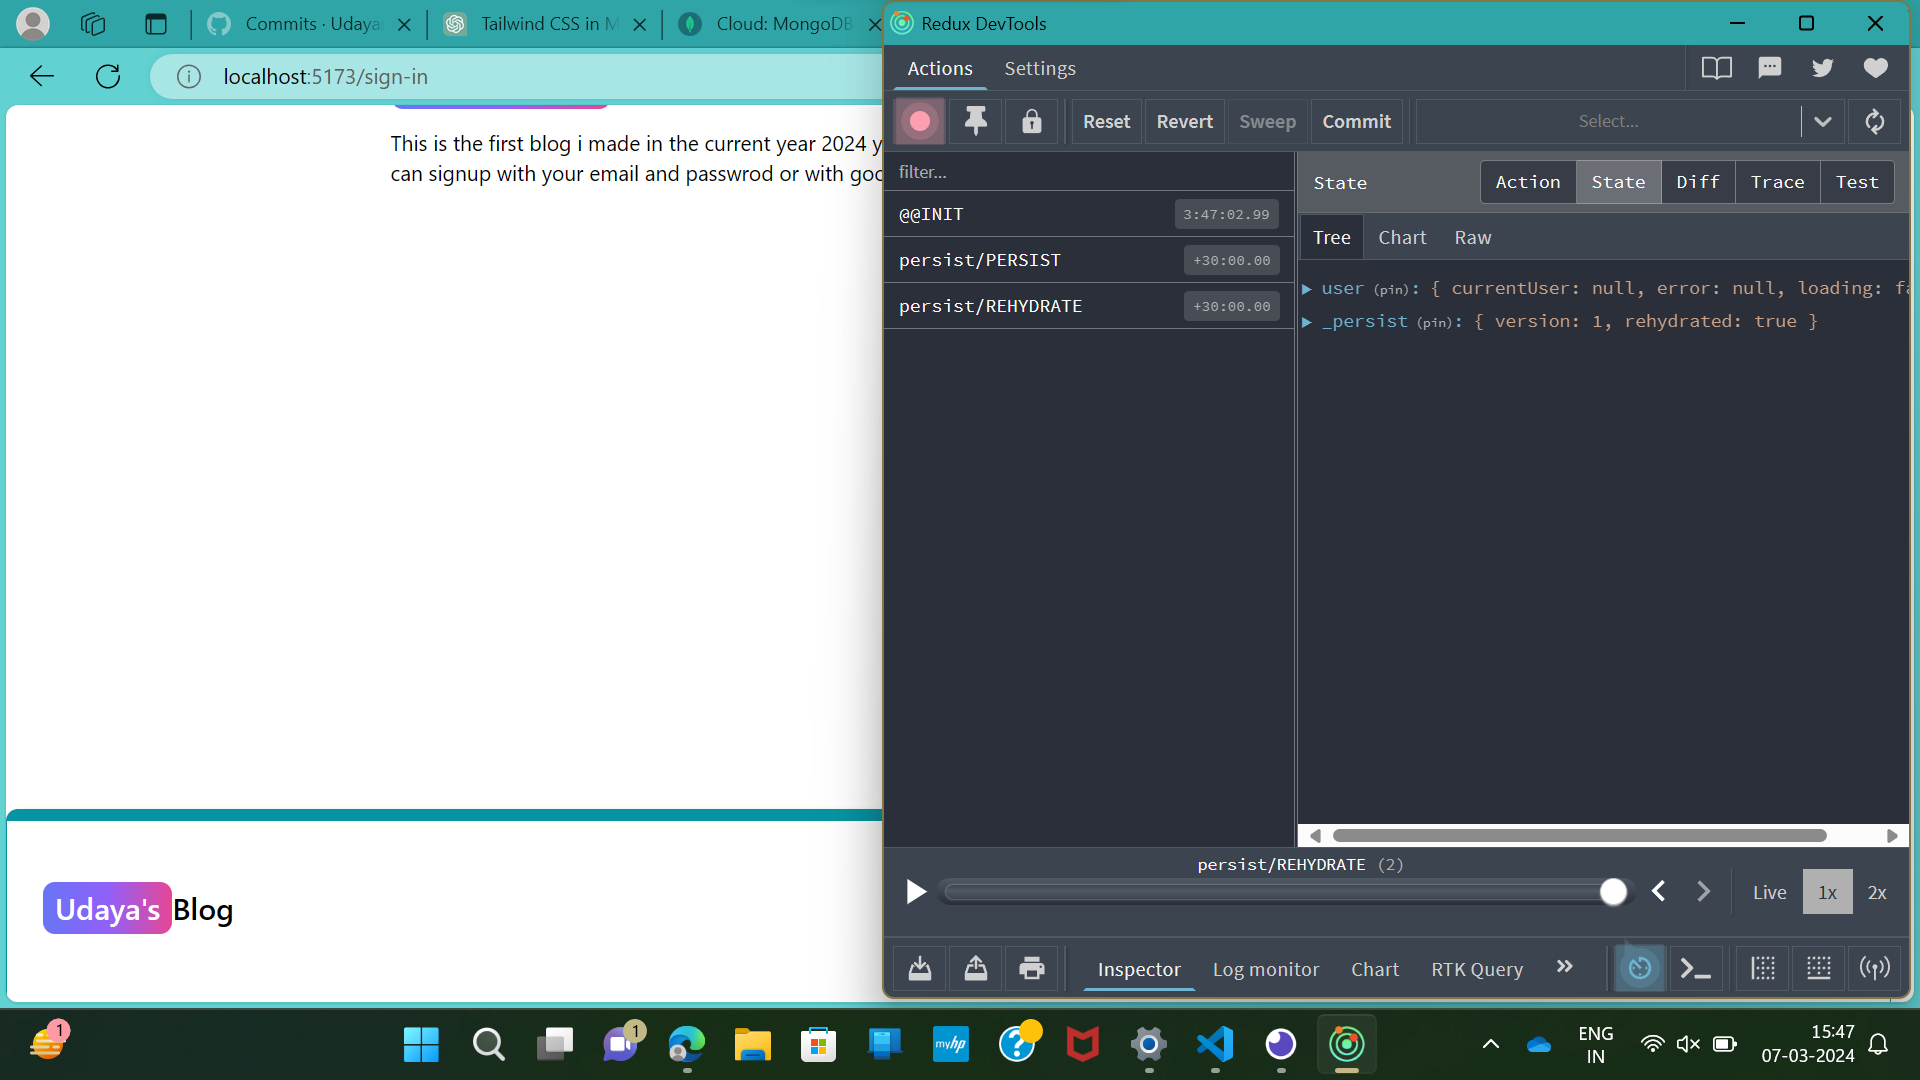 Commits · Udaya
Tailwind CSS in M
Cloud: MongoDB
localhost:5173/sign-in
This is the first blog i made in the current year 2024 y
can signup with your email and passwrod or with goo
Udaya's Blog
Redux DevTools
Actions
Settings
Reset
Revert
Sweep
Commit
Select...
filter...
@@INIT
3:47:02.99
persist/PERSIST
+30:00.00
persist/REHYDRATE
+30:00.00
State
Action
State
Diff
Trace
Test
Tree
Chart
Raw
user (pin): { currentUser: null, error: null, loading: fa
_persist (pin): { version: 1, rehydrated: true }
persist/REHYDRATE (2)
Live
1x
2x
Inspector
Log monitor
Chart
RTK Query
1
1
myhp
ENG
IN
15:47
07-03-2024